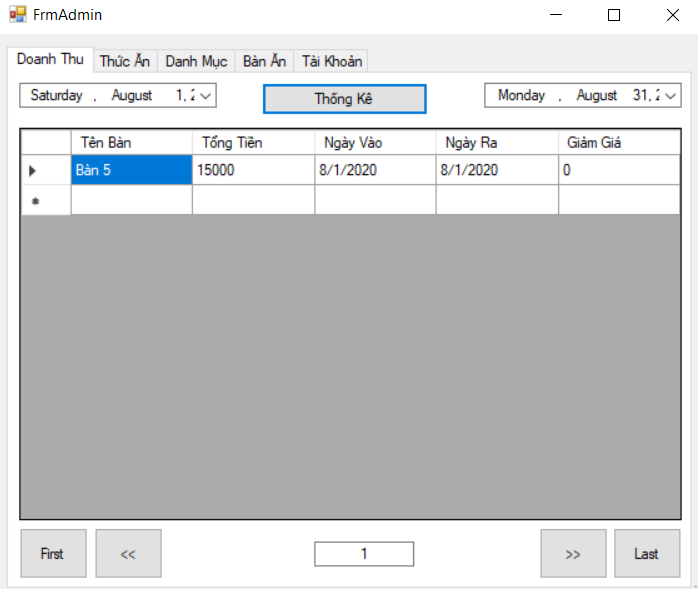 FrmAdmin
Doanh Thu Thức Ăn Danh Mục Bàn Ăn Tài Khoản
Saturday , August 1, Thống Kê Monday , August 31,
Tên Bàn Tổng Tiền Ngày Vào Ngày Ra Giảm Giá
Bàn 5 15000 8/1/2020 8/1/2020 0
First << 1 >> Last